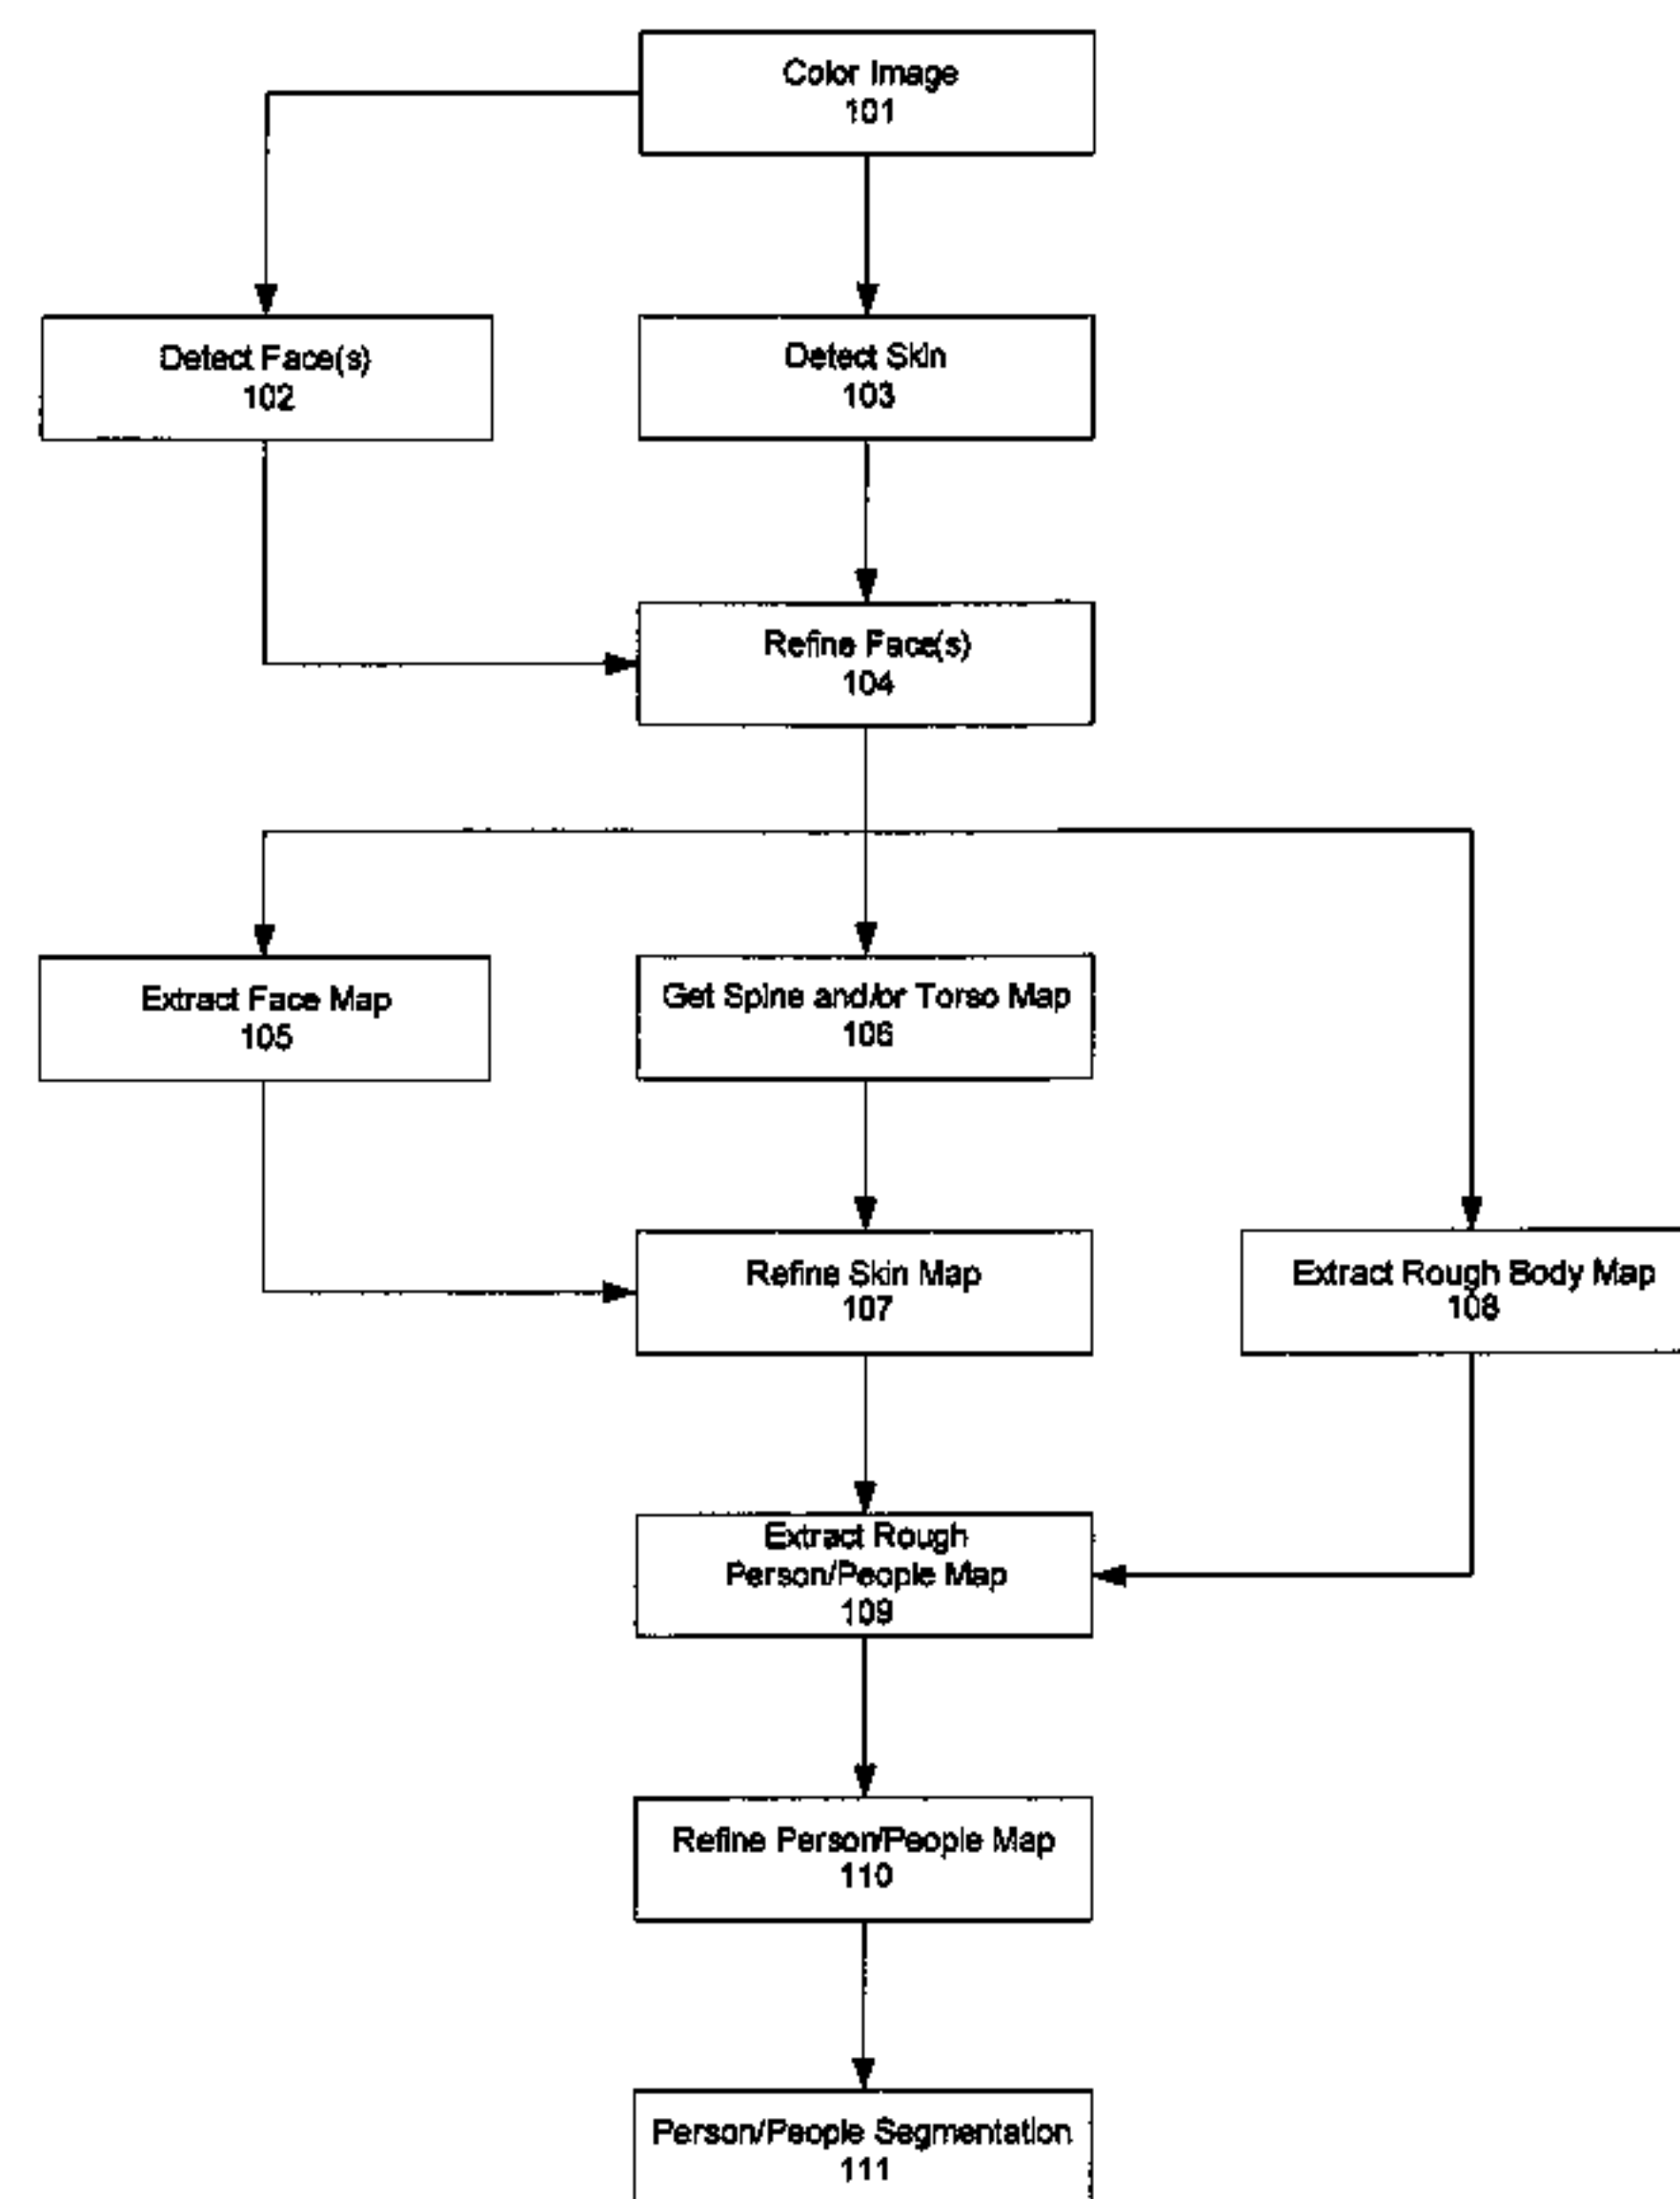 Color Image
101
Detect Face(s)
102
Detect Skin
103
Refine Face(s)
104
Extract Face Map
105
Get Spine and/or Torso Map
106
Refine Skin Map
107
Extract Rough Body Map
108
Extract Rough
Person/People Map
109
Refine Person/People Map
110
Person/People Segmentation
111